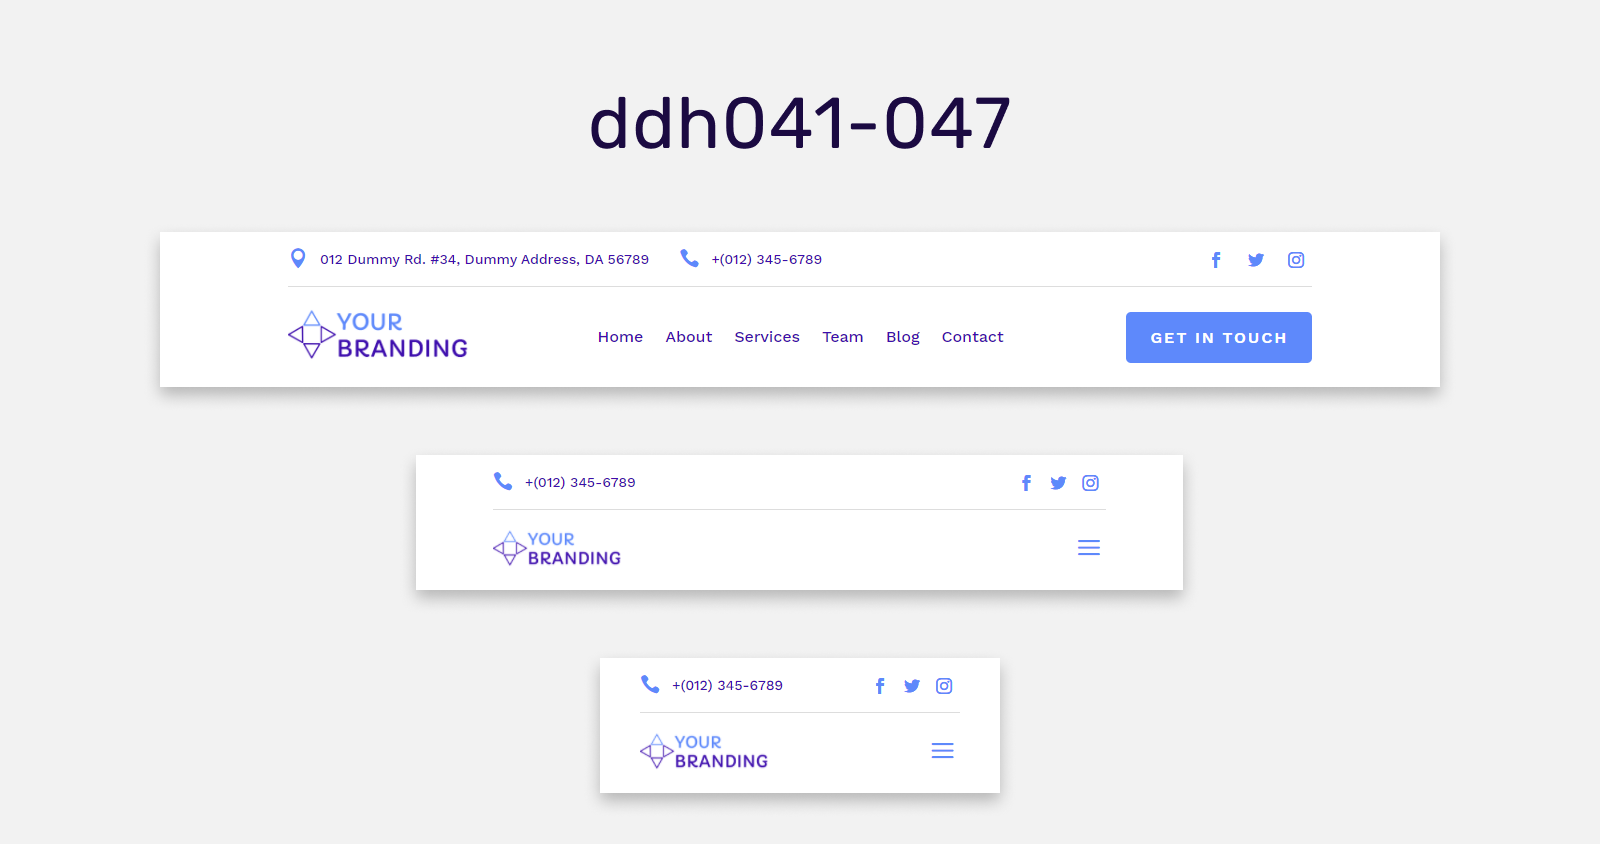 ddh041-047
012 Dummy Rd. #34, Dummy Address, DA 56789 +(012) 345-6789
YOUR
BRANDING
Home About Services Team Blog Contact
GET IN TOUCH
+(012) 345-6789
YOUR
BRANDING
+(012) 345-6789
YOUR
BRANDING